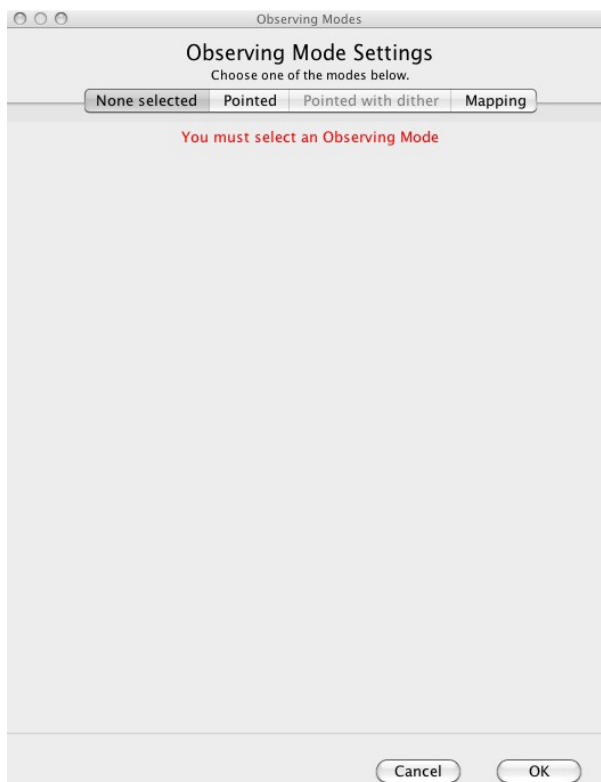 Observing Modes
Observing Mode Settings
Choose one of the modes below.
None selected Pointed Pointed with dither Mapping
You must select an Observing Mode
Cancel OK